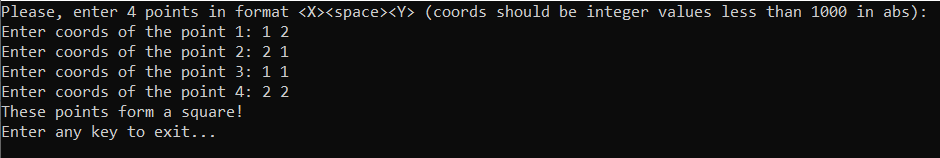 Please, enter 4 points in format <X><space><Y> (coords should be integer values less than 1000 in abs):
Enter coords of the point 1: 1 2
Enter coords of the point 2: 2 1
Enter coords of the point 3: 1 1
Enter coords of the point 4: 2 2
These points form a square!
Enter any key to exit...